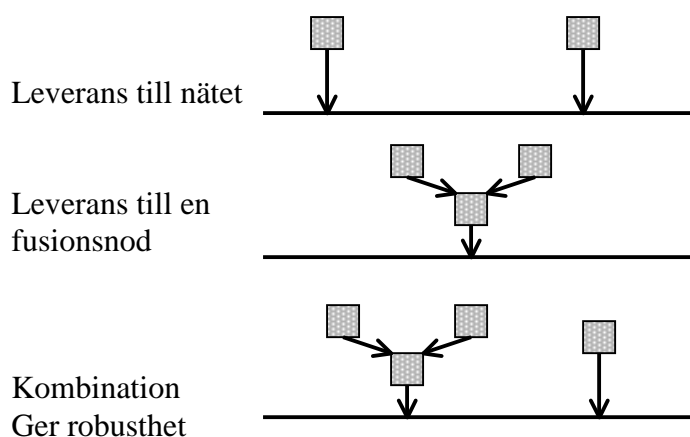 Leverans till nätet
Leverans till en
fusionsnod
Kombination
Ger robusthet